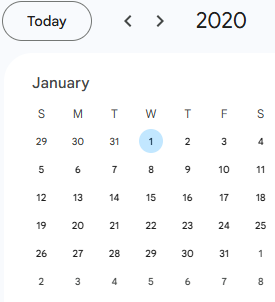 Today 2020
January
S M T W T F S
29 30 31 1 2 3 4
5 6 7 8 9 10 11
12 13 14 15 16 17 18
19 20 21 22 23 24 25
26 27 28 29 30 31 1
2 3 4 5 6 7 8